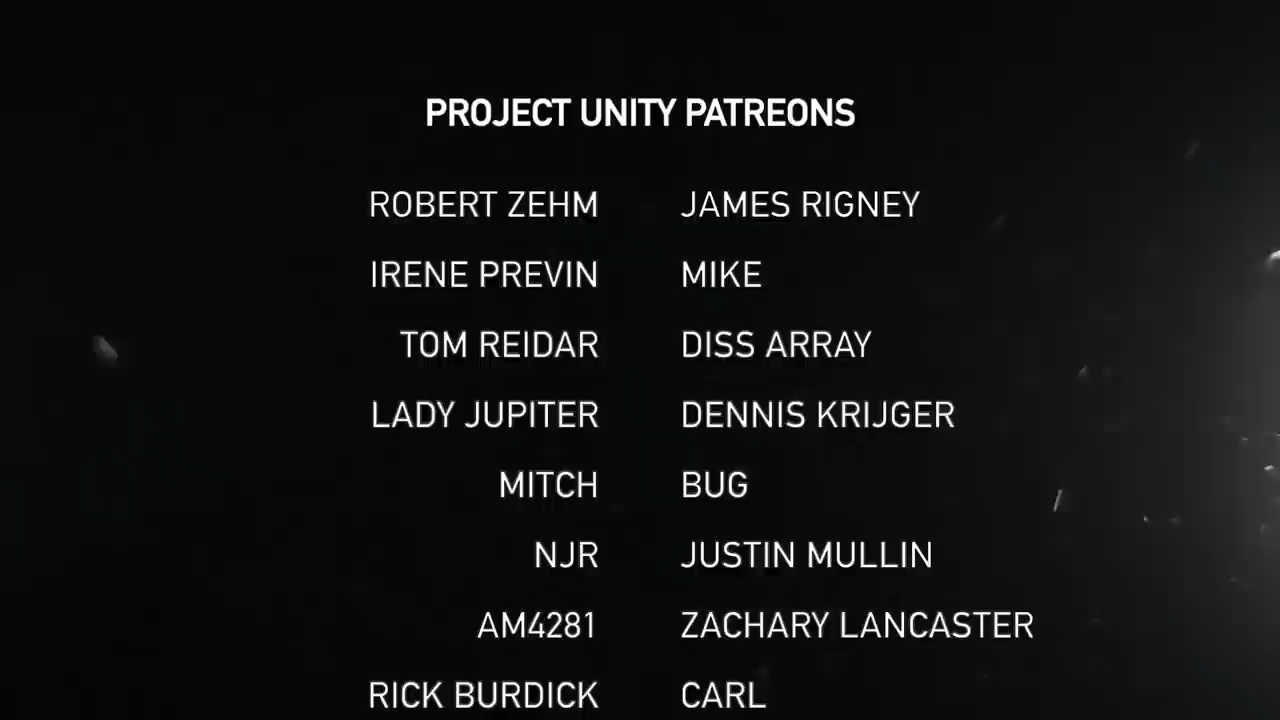 PROJECT UNITY PATREONS
ROBERT ZEHM JAMES RIGNEY
IRENE PREVIN MIKE
TOM REIDAR DISS ARRAY
LADY JUPITER DENNIS KRIJGER
MITCH BUG
NJR JUSTIN MULLIN
AM4281 ZACHARY LANCASTER
RICK BURDICK CARL